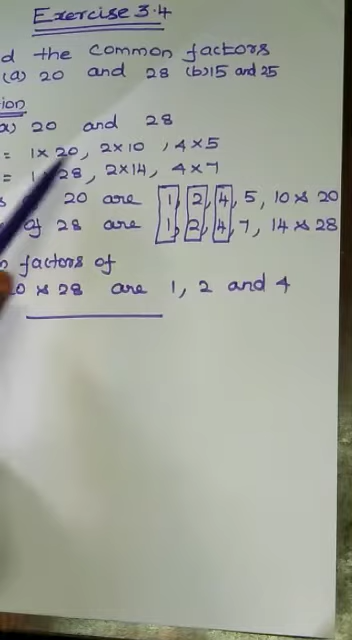 Exercise 3.4
d the common factors
(a) 20 and 28 (b) 15 and 25
ion
a) 20 and 28
= 1 x 20, 2 x 10, 4 x 5
= 1 28, 2 x 14, 4 x 7
20 are 1, 2, 4, 5, 10 & 20
of 28 are 1, 2, 4, 7, 14 & 28
factors of
20 & 28 are 1, 2 and 4